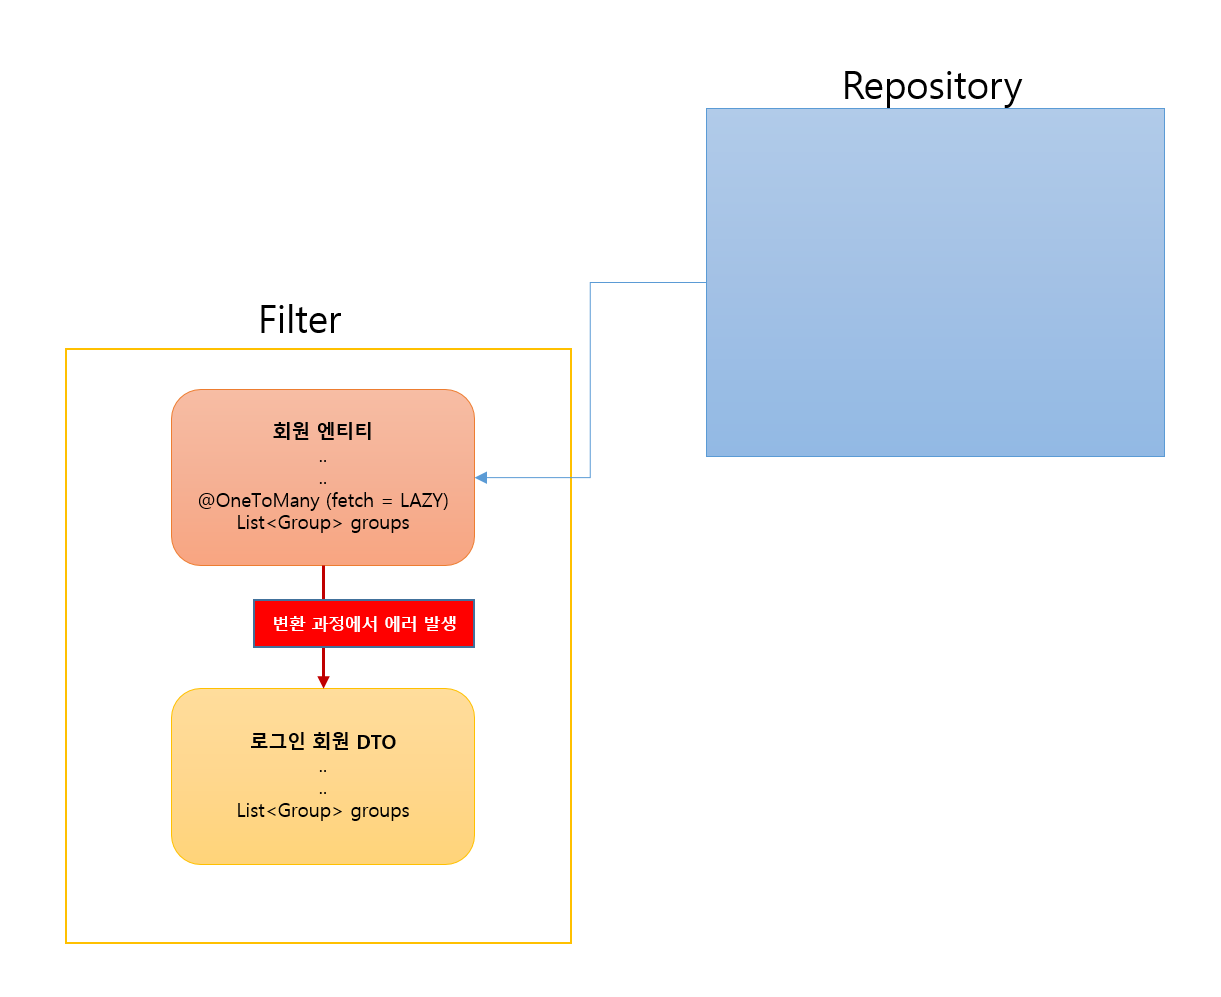 Repository
Filter
회원 엔티티
..
..
@OneToMany (fetch = LAZY)
List<Group> groups
변환 과정에서 에러 발생
로그인 회원 DTO
..
..
List<Group> groups